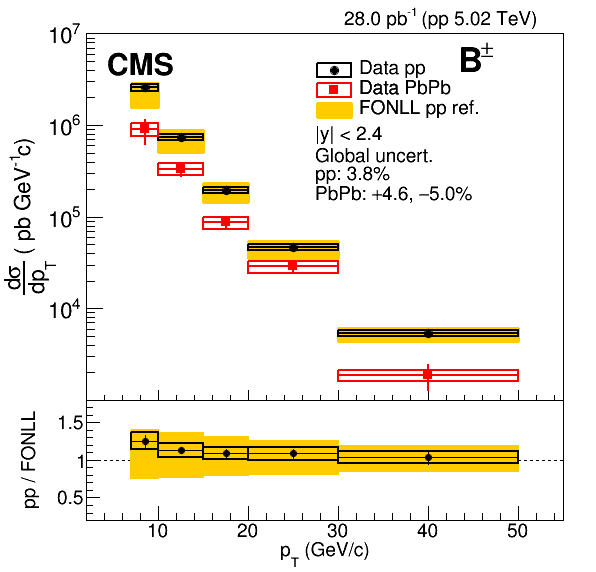 28.0 pb⁻¹ (pp 5.02 TeV)
CMS
B±
Data pp
Data PbPb
FONLL pp ref.
|y| < 2.4
Global uncert.
pp: 3.8%
PbPb: +4.6, −5.0%
10⁷
10⁶
10⁵
10⁴
dσ
dp_T
( pb GeV⁻¹c)
1.5
1
0.5
pp / FONLL
10 20 30 40 50
p_T (GeV/c)